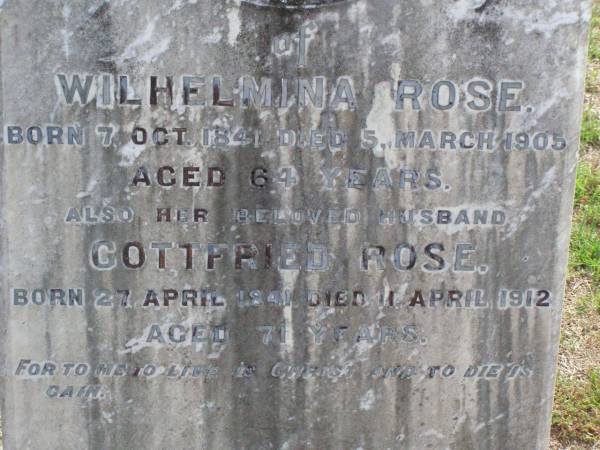 of
WILHELMINA ROSE.
BORN 7, OCT. 1841, DIED 5, MARCH 1905
AGED 64 YEARS.
ALSO HER BELOVED HUSBAND
GOTTFRIED ROSE.
BORN 27 APRIL 1841 DIED 11 APRIL 1912
AGED 71 YEARS.
FOR TO ME TO LIVE IS CHRIST AND TO DIE IS
GAIN.